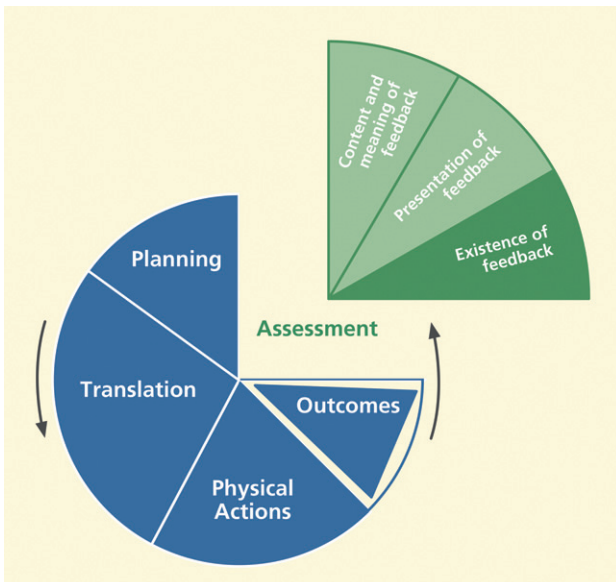 Content and
meaning of
feedback
Presentation of
feedback
Existence of
feedback
Planning
Assessment
Translation
Outcomes
Physical
Actions